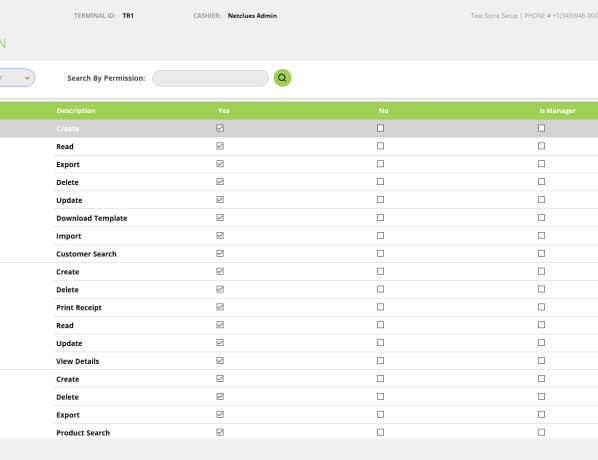 TERMINAL ID: TR1 CASHIER: Netclues Admin Test Store Setup | PHONE # +1(345)946-000
N
Search By Permission:
Description Yes No Is Manager
Create
Read
Export
Delete
Update
Download Template
Import
Customer Search
Create
Delete
Print Receipt
Read
Update
View Details
Create
Delete
Export
Product Search